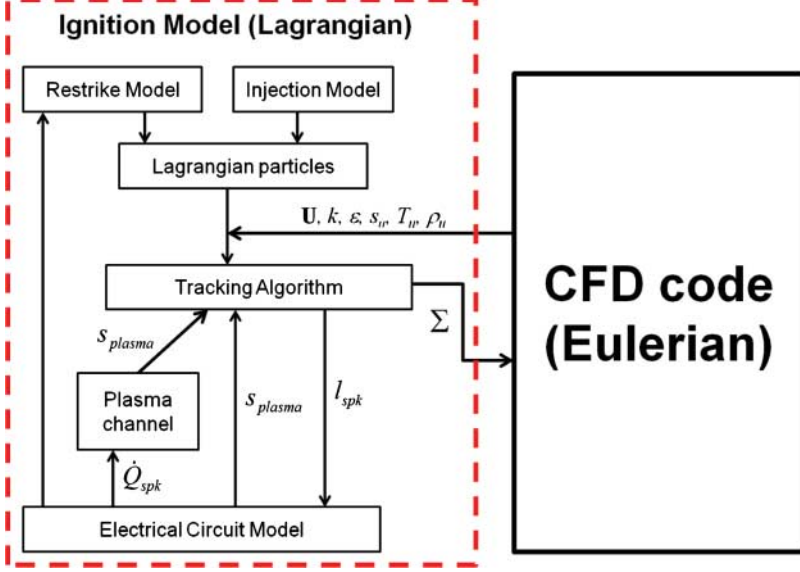 Ignition Model (Lagrangian)
Restrike Model
Injection Model
Lagrangian particles
U, k, ε, s_u, T_u, ρ_u
Tracking Algorithm
CFD code
(Eulerian)
Σ
s_plasma
Plasma
channel
s_plasma
l_spk
Q̇_spk
Electrical Circuit Model